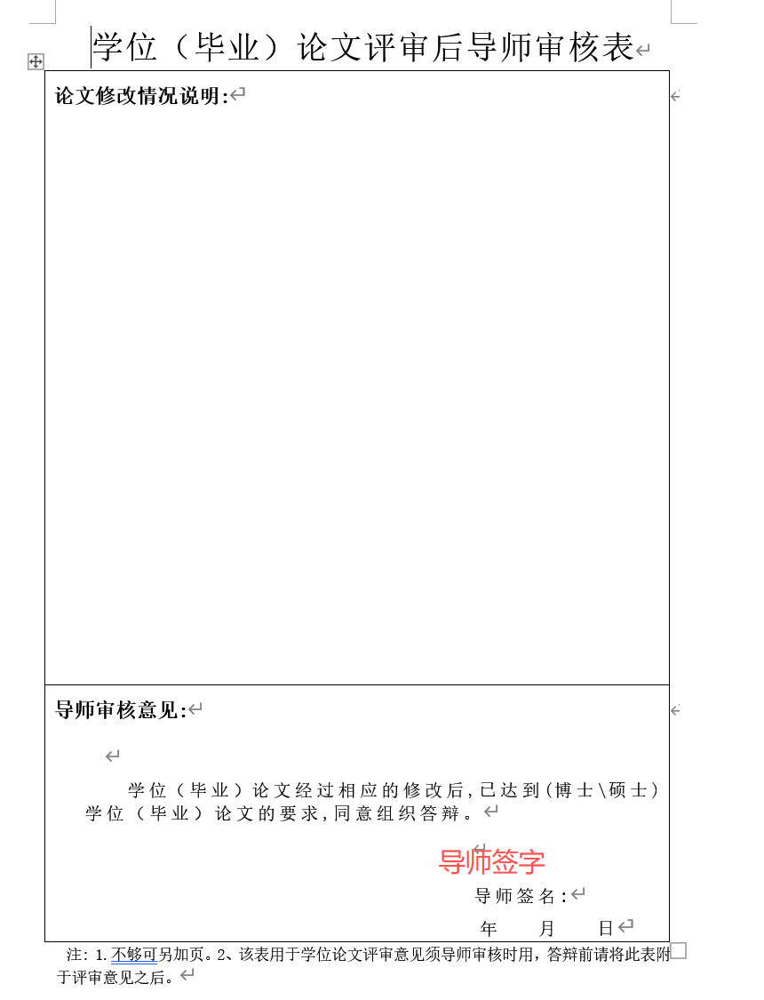 学位（毕业）论文评审后导师审核表
论文修改情况说明:
导师审核意见:
学位（毕业）论文经过相应的修改后,已达到(博士\硕士)
学位（毕业）论文的要求,同意组织答辩。
导师签字
导师签名:
年 月 日
注: 1.不够可另加页。2、该表用于学位论文评审意见须导师审核时用，答辩前请将此表附
于评审意见之后。